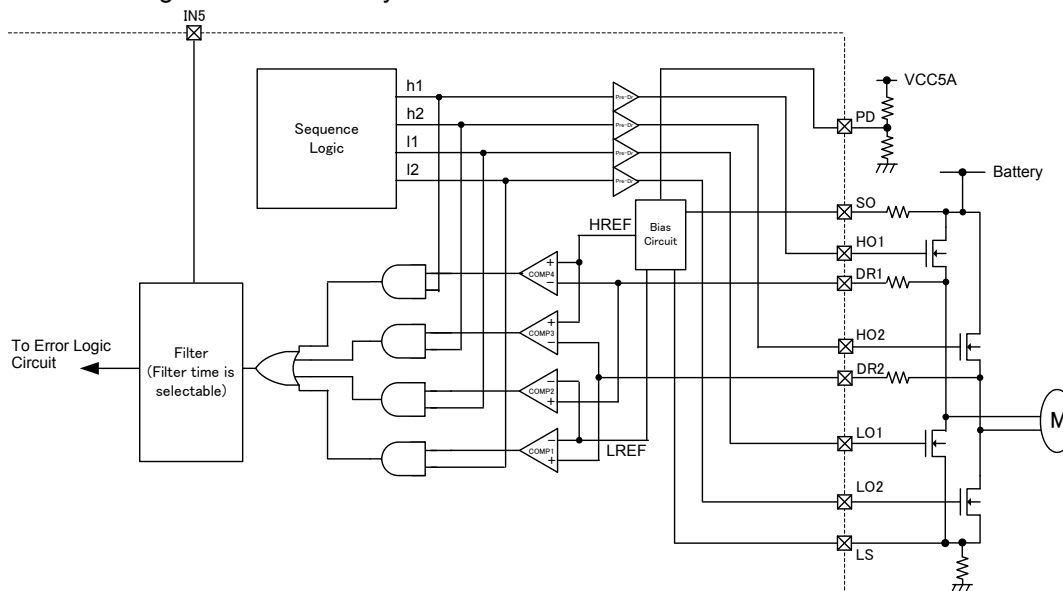 IN5
h1
h2
l1
l2
Sequence
Logic
Pre-Dr
Pre-Dr
Pre-Dr
Pre-Dr
VCC5A
PD
Battery
SO
Bias
Circuit
HREF
HO1
DR1
COMP4
+
−
COMP3
+
−
HO2
DR2
COMP2
−
+
COMP1
−
+
LREF
LO1
LO2
LS
M
To Error Logic
Circuit
Filter
(Filter time is
selectable)